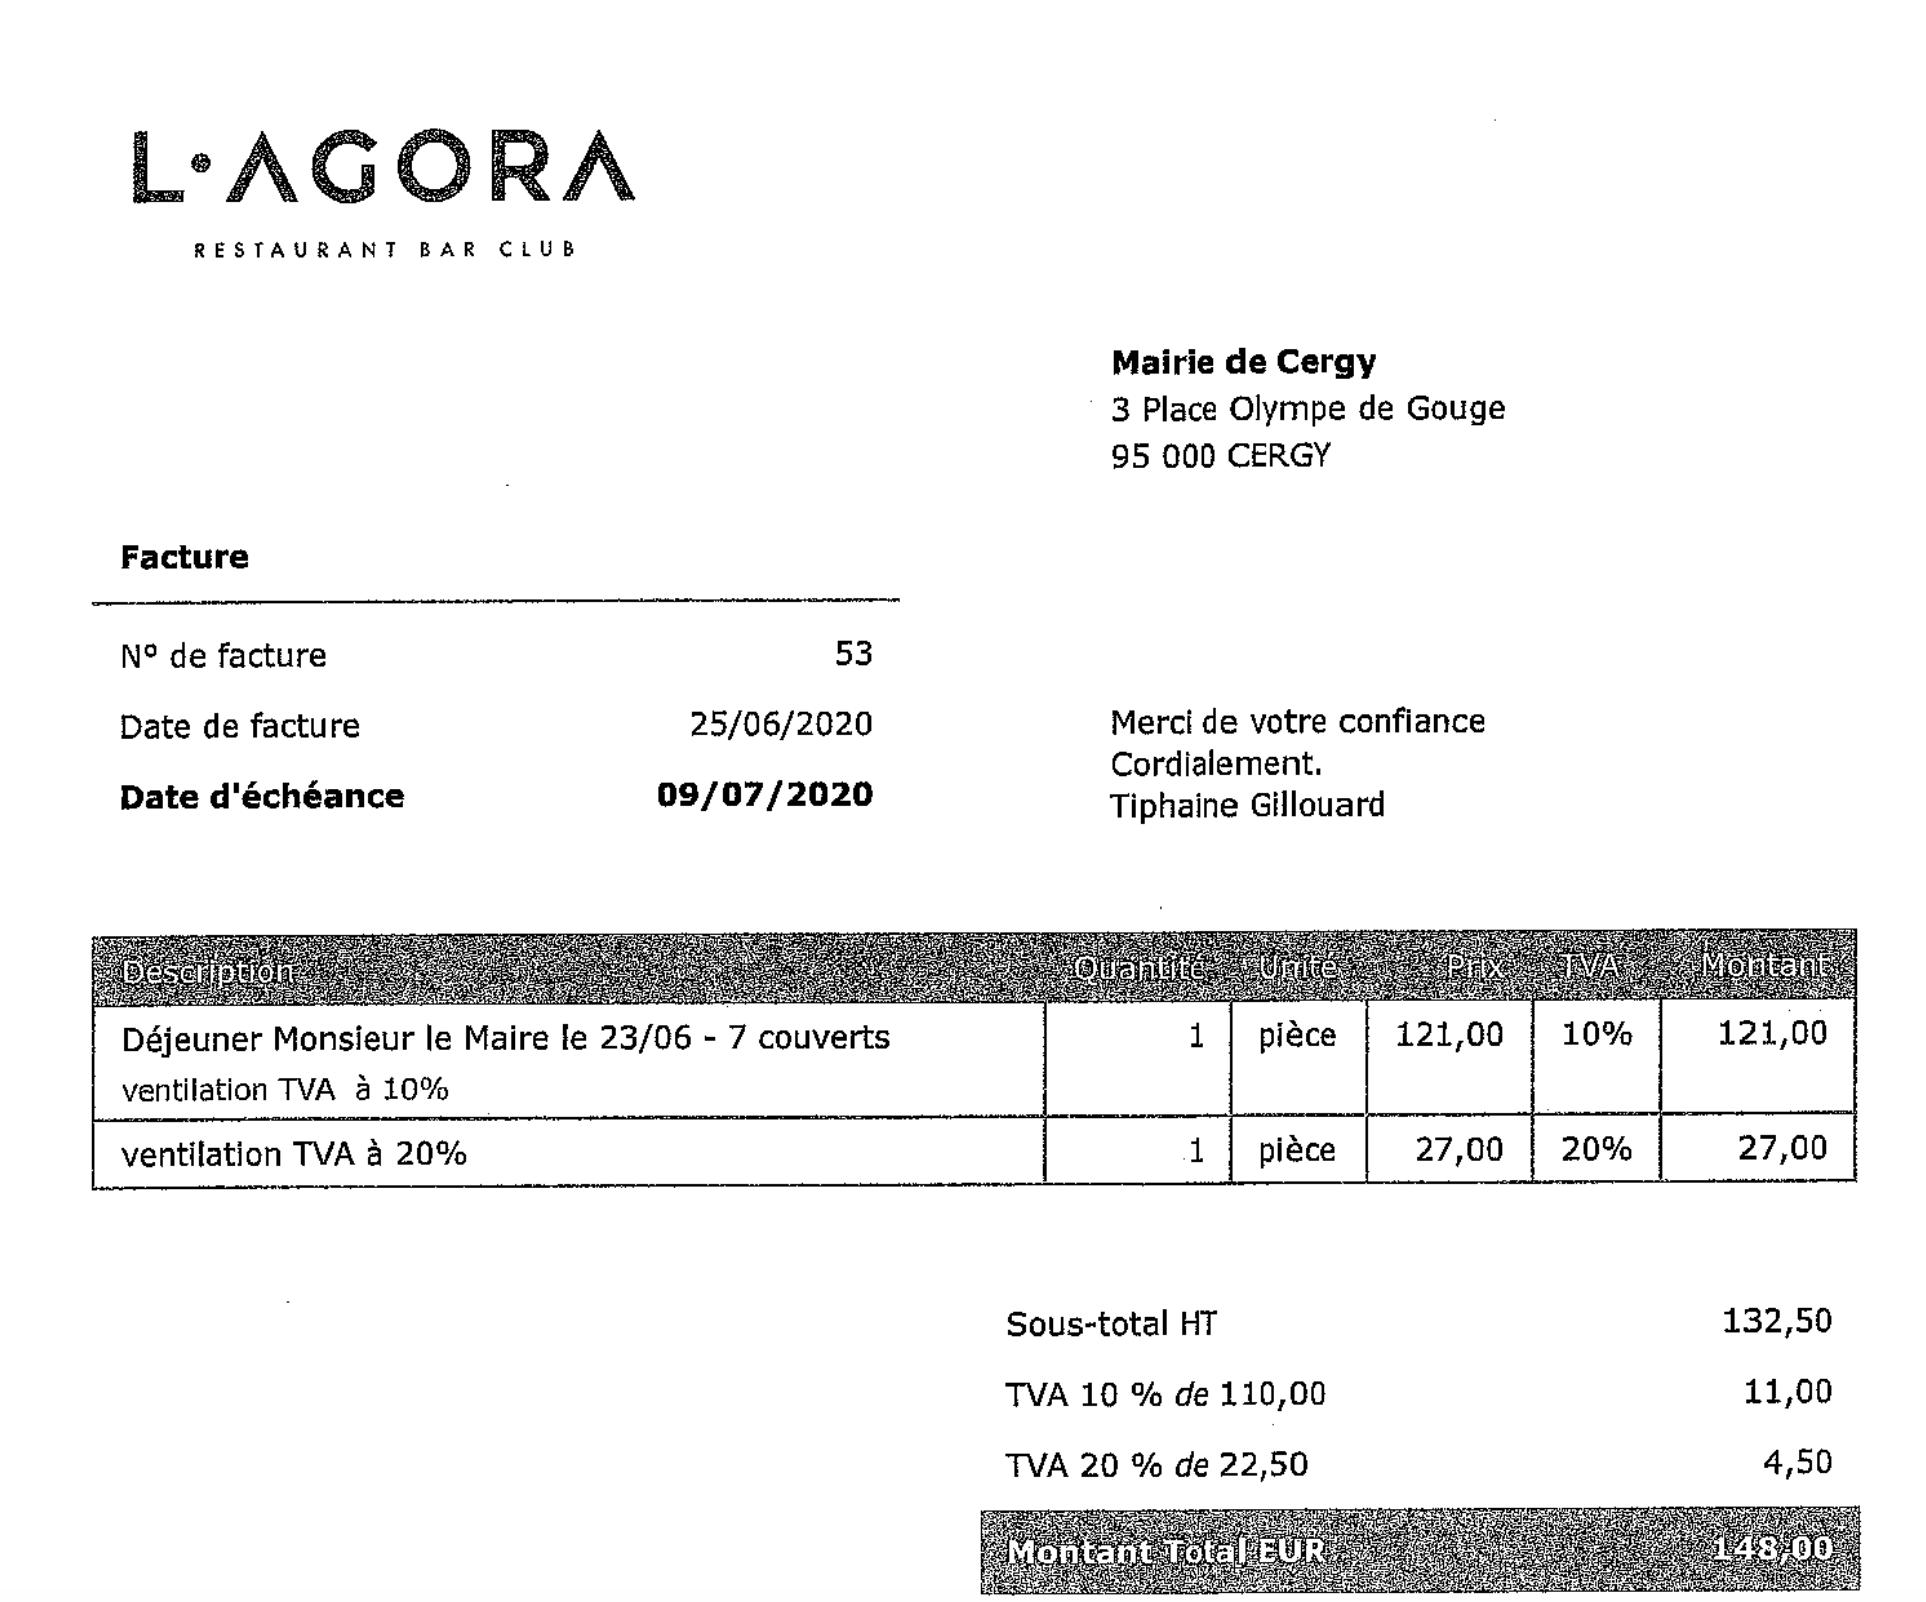 L·AGORA
RESTAURANT BAR CLUB
Mairie de Cergy
3 Place Olympe de Gouge
95 000 CERGY
Facture
Nº de facture 53
Date de facture 25/06/2020
Date d'échéance 09/07/2020
Merci de votre confiance
Cordialement.
Tiphaine Gillouard
Description Quantité Unité Prix TVA Montant
Déjeuner Monsieur le Maire le 23/06 - 7 couverts 1 pièce 121,00 10% 121,00
ventilation TVA à 10%
ventilation TVA à 20% 1 pièce 27,00 20% 27,00
Sous-total HT 132,50
TVA 10 % de 110,00 11,00
TVA 20 % de 22,50 4,50
Montant Total EUR 148,00